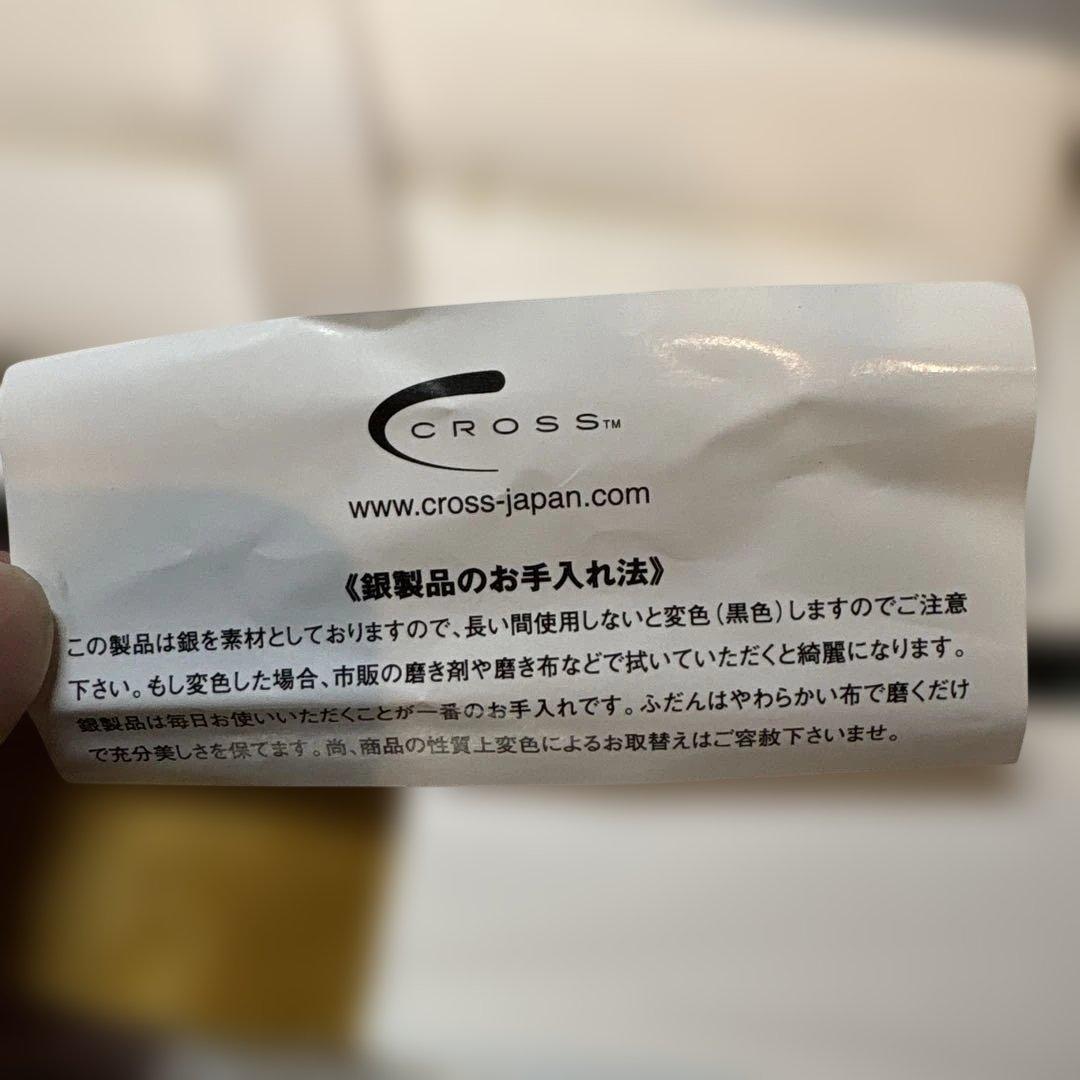 CROSS™
www.cross-japan.com
《銀製品のお手入れ法》
この製品は銀を素材としておりますので、長い間使用しないと変色（黒色）しますのでご注意
下さい。もし変色した場合、市販の磨き剤や磨き布などで拭いていただくと綺麗になります。
銀製品は毎日お使いいただくことが一番のお手入れです。ふだんはやわらかい布で磨くだけ
で充分美しさを保てます。尚、商品の性質上変色によるお取替えはご容赦下さいませ。